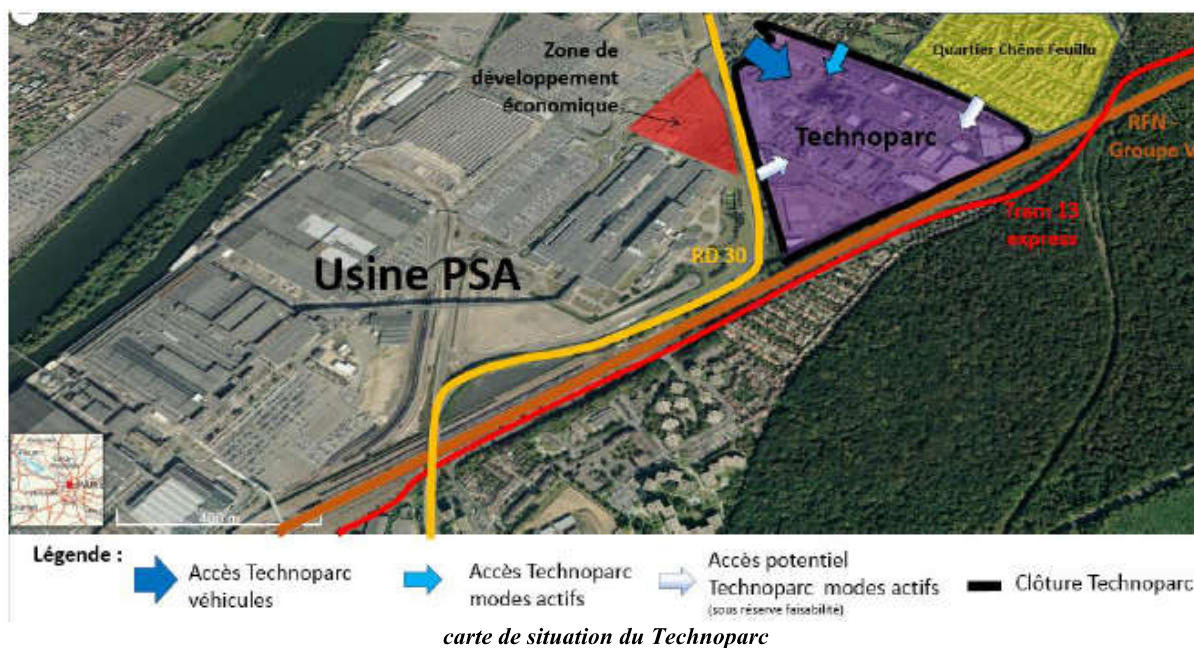 Zone de
développement
économique
Quartier Chêne Feuillu
Technoparc
RFN -
Groupe V
Tram 13
express
RD 30
Usine PSA
400 m
Légende :
Accès Technoparc
véhicules
Accès Technoparc
modes actifs
Accès potentiel
Technoparc modes actifs
(sous réserve faisabilité)
Clôture Technoparc
carte de situation du Technoparc